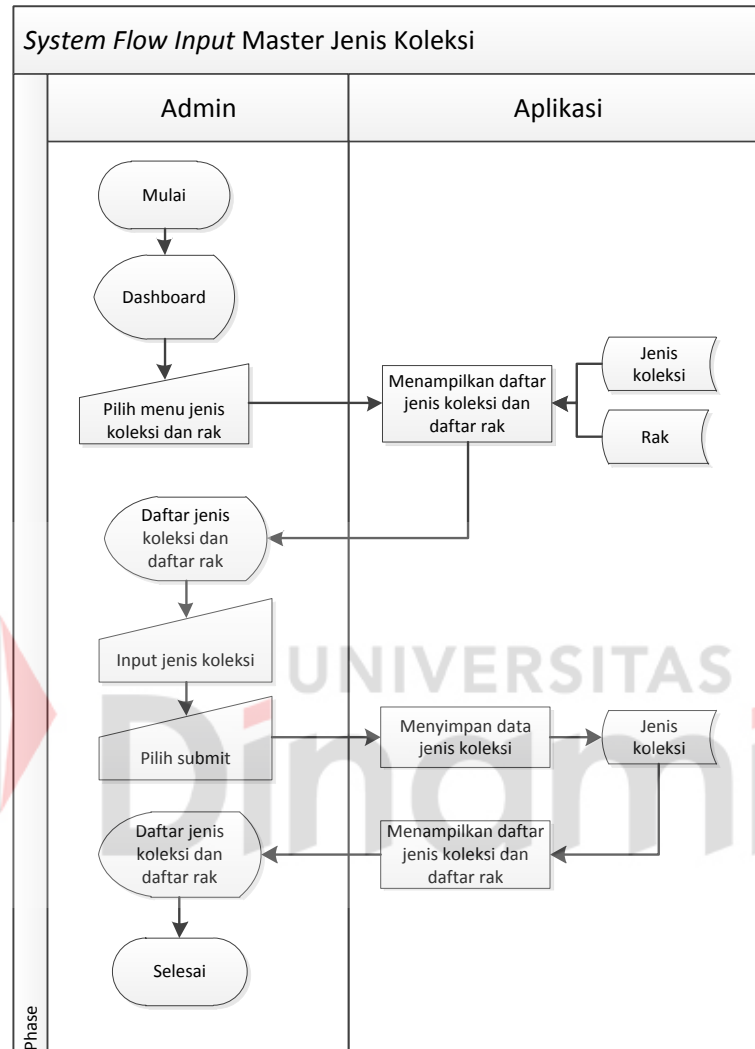 System Flow Input Master Jenis Koleksi
Admin
Aplikasi
Mulai
Dashboard
Pilih menu jenis
koleksi dan rak
Menampilkan daftar
jenis koleksi dan
daftar rak
Jenis
koleksi
Rak
Daftar jenis
koleksi dan
daftar rak
Input jenis koleksi
UNIVERSITAS
Dinami
Pilih submit
Menyimpan data
jenis koleksi
Jenis
koleksi
Daftar jenis
koleksi dan
daftar rak
Menampilkan daftar
jenis koleksi dan
daftar rak
Selesai
Phase